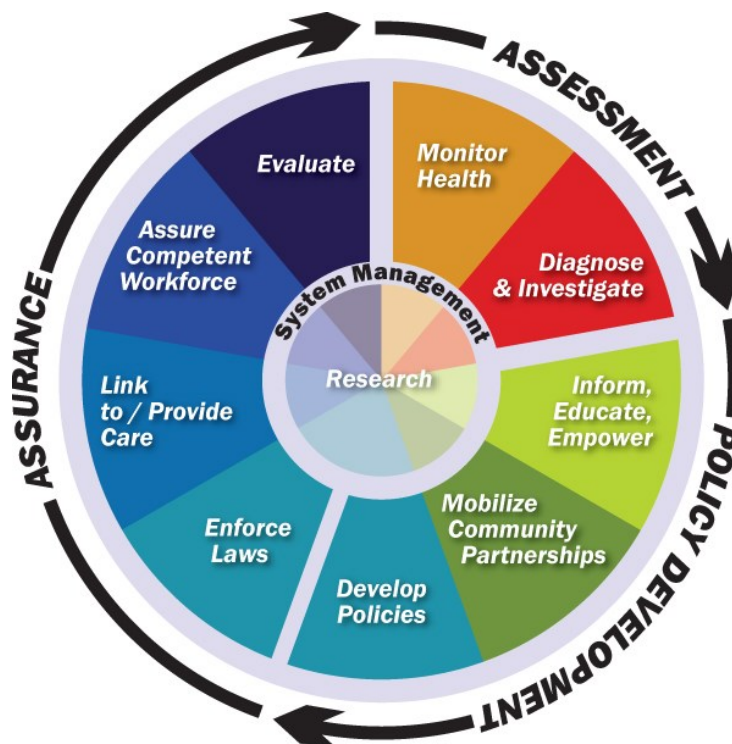 ASSESSMENT
Monitor
Health
Diagnose
& Investigate
POLICY DEVELOPMENT
Inform,
Educate,
Empower
Mobilize
Community
Partnerships
Develop
Policies
ASSURANCE
Enforce
Laws
Link
to / Provide
Care
Assure
Competent
Workforce
Evaluate
System Management
Research